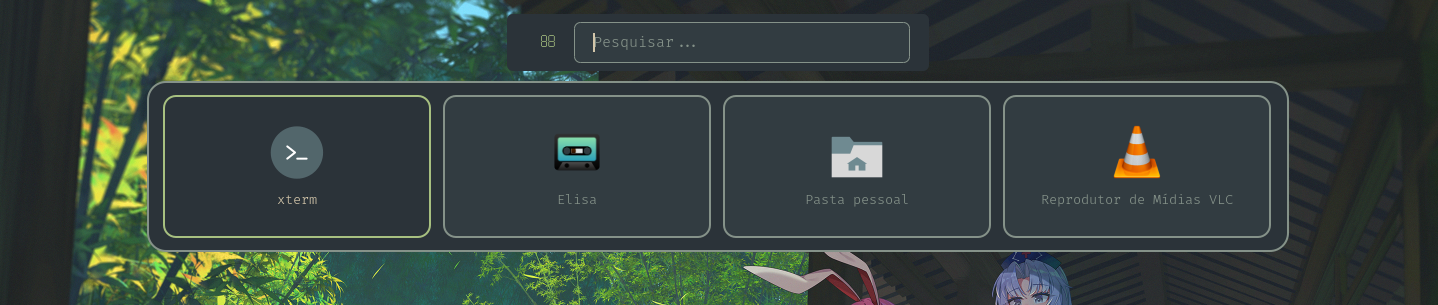 Pesquisar...
xterm
Elisa
Pasta pessoal
Reprodutor de Mídias VLC